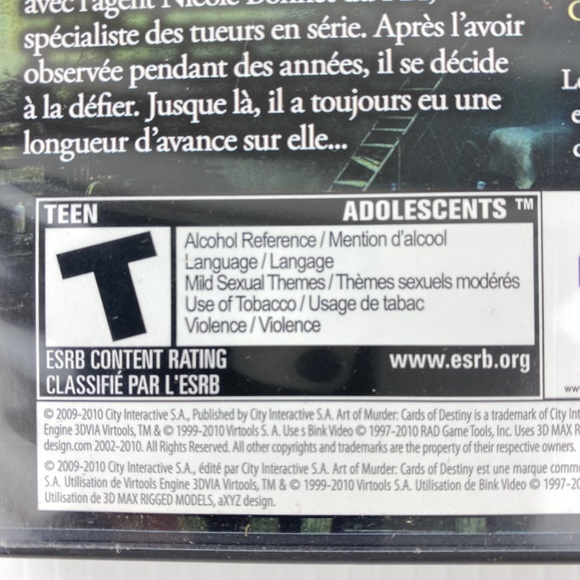 avec l'agent Nicole Bonnet du FBI,
spécialiste des tueurs en série. Après l'avoir
observée pendant des années, il se décide
à la défier. Jusque là, il a toujours eu une
longueur d'avance sur elle...
TEEN
ADOLESCENTS ™
T
Alcohol Reference / Mention d'alcool
Language / Langage
Mild Sexual Themes / Thèmes sexuels modérés
Use of Tobacco / Usage de tabac
Violence / Violence
ESRB CONTENT RATING
CLASSIFIÉ PAR L'ESRB
www.esrb.org
© 2009-2010 City Interactive S.A., Published by City Interactive S.A. Art of Murder: Cards of Destiny is a trademark of City In
Engine 3DVIA Virtools, TM & © 1999-2010 Virtools S. A. Use s Bink Video © 1997-2010 RAD Game Tools, Inc. Uses 3D MAX R
design.com 2002-2010. All Rights Reserved. All other copyrights and trademarks are the property of their respective owners.
© 2009-2010 City Interactive S.A., édité par City Interactive S.A. Art of Murder: Cards of Destiny est une marque comm
S.A. Utilisation de Virtools Engine 3DVIA Virtools, TM & © 1999-2010 Virtools S.A. Utilisation de Bink Video © 1997-20
Utilisation de 3D MAX RIGGED MODELS, aXYZ design.